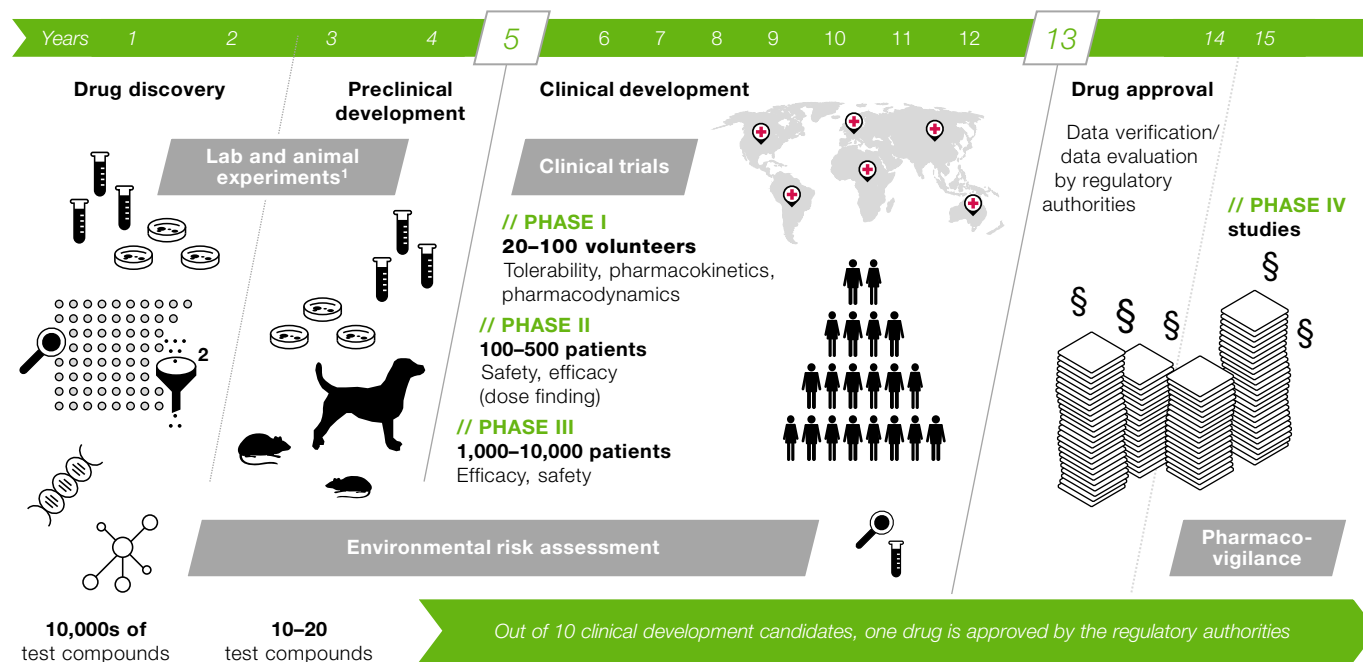 Years 1 2 3 4 5 6 7 8 9 10 11 12 13 14 15
Drug discovery
Preclinical
development
Clinical development
Drug approval
Lab and animal
experiments¹
Clinical trials
Data verification/
data evaluation
by regulatory
authorities
// PHASE I
20–100 volunteers
Tolerability, pharmacokinetics,
pharmacodynamics
// PHASE II
100–500 patients
Safety, efficacy
(dose finding)
// PHASE III
1,000–10,000 patients
Efficacy, safety
// PHASE IV
studies
2
§ § § § §
Environmental risk assessment
Pharmaco-
vigilance
10,000s of
test compounds
10–20
test compounds
Out of 10 clinical development candidates, one drug is approved by the regulatory authorities